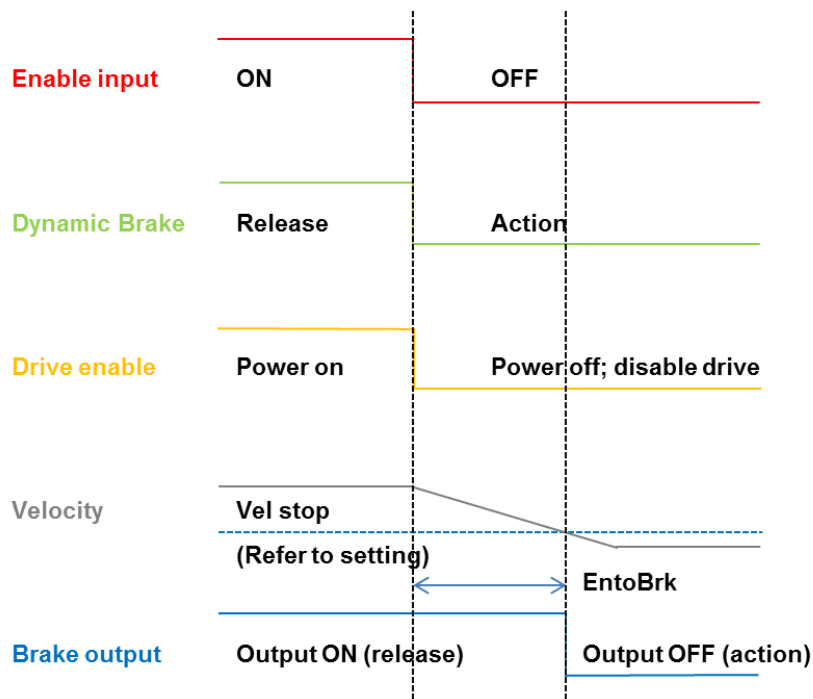 Enable input ON OFF
Dynamic Brake Release Action
Drive enable Power on Power off; disable drive
Velocity Vel stop
(Refer to setting)
EntoBrk
Brake output Output ON (release) Output OFF (action)